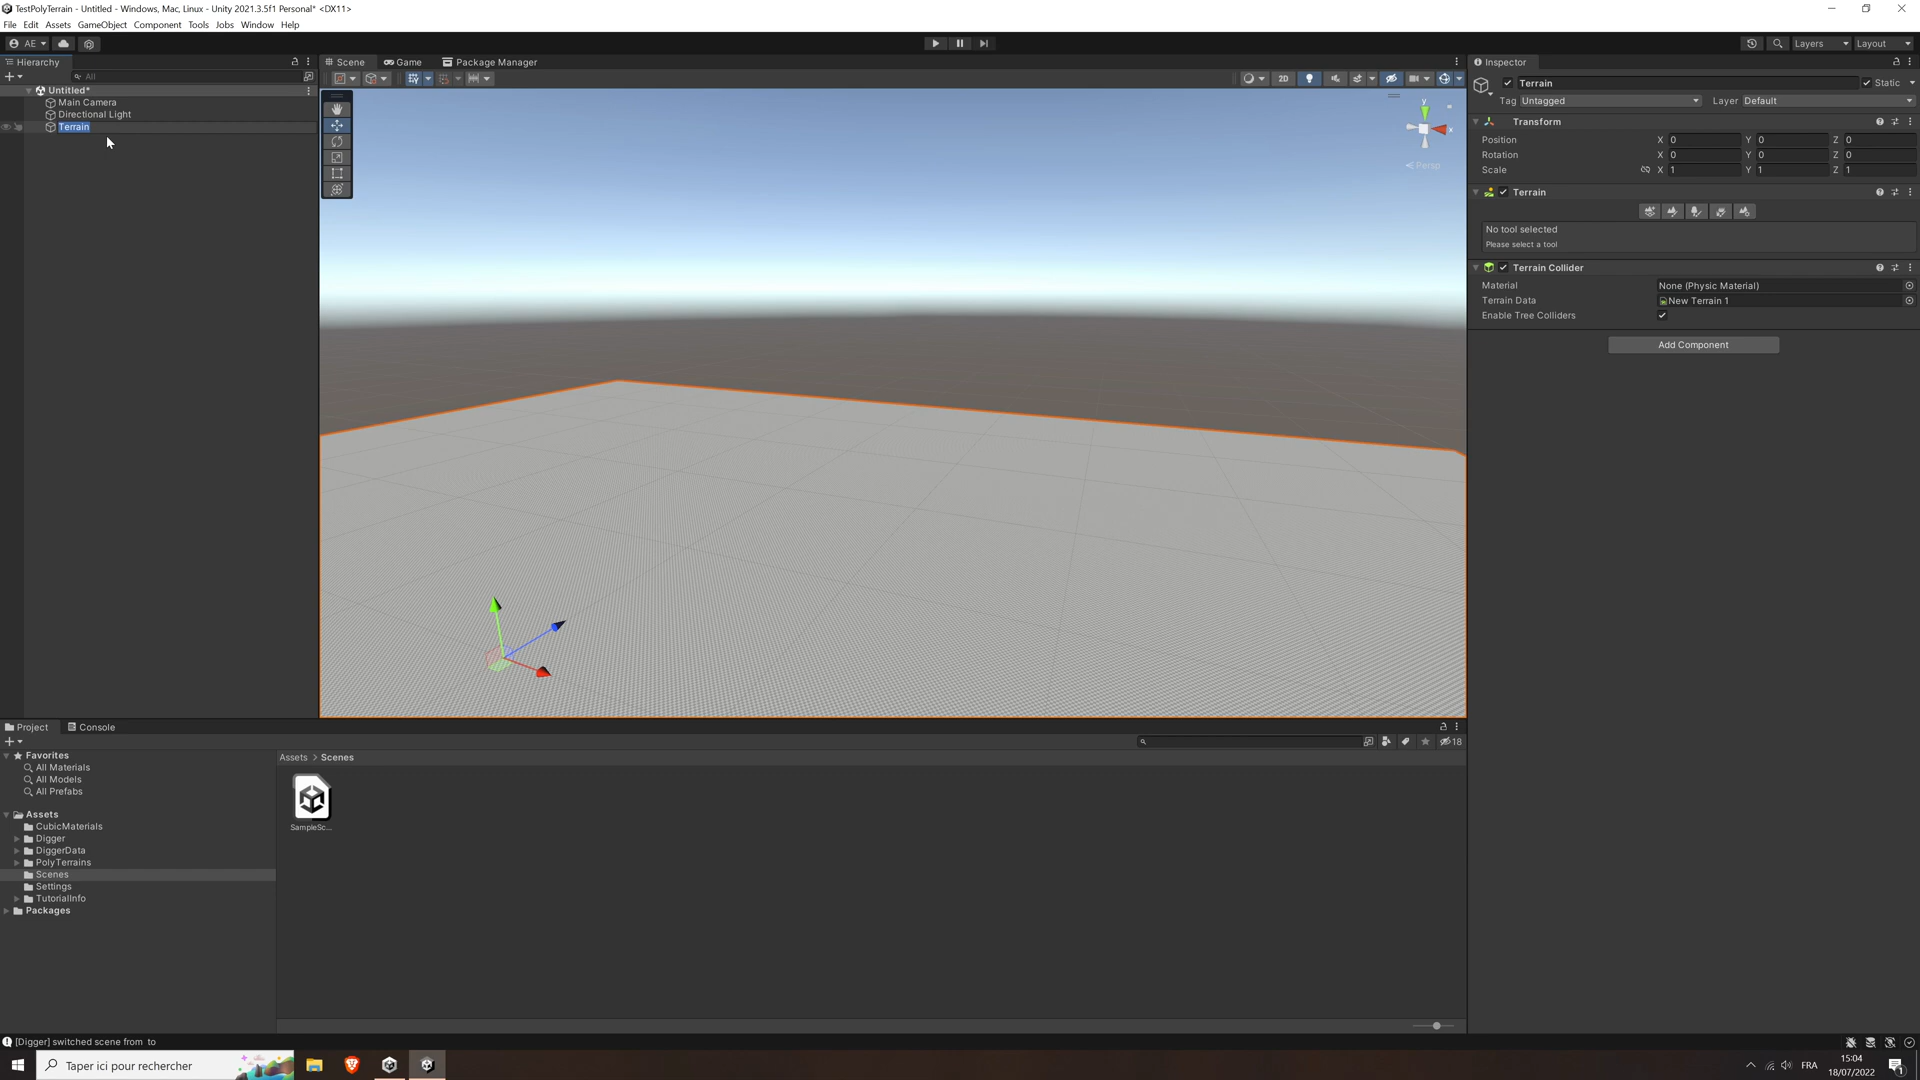 TestPolyTerrain - Untitled - Windows, Mac, Linux - Unity 2021.3.5f1 Personal* <DX11>
File Edit Assets GameObject Component Tools Jobs Window Help
AE
Layers
Layout
Hierarchy
All
Untitled*
Main Camera
Directional Light
Terrain
Scene
Game
Package Manager
2D
y
x
Persp
Inspector
Terrain
Static
Tag Untagged
Layer Default
Transform
Position X 0 Y 0 Z 0
Rotation X 0 Y 0 Z 0
Scale X 1 Y 1 Z 1
Terrain
No tool selected
Please select a tool
Terrain Collider
Material None (Physic Material)
Terrain Data New Terrain 1
Enable Tree Colliders
Add Component
Project
Console
18
Favorites
All Materials
All Models
All Prefabs
Assets
CubicMaterials
Digger
DiggerData
PolyTerrains
Scenes
Settings
TutorialInfo
Packages
Assets > Scenes
SampleSc...
[Digger] switched scene from to
Taper ici pour rechercher
FRA
15:04
18/07/2022
1